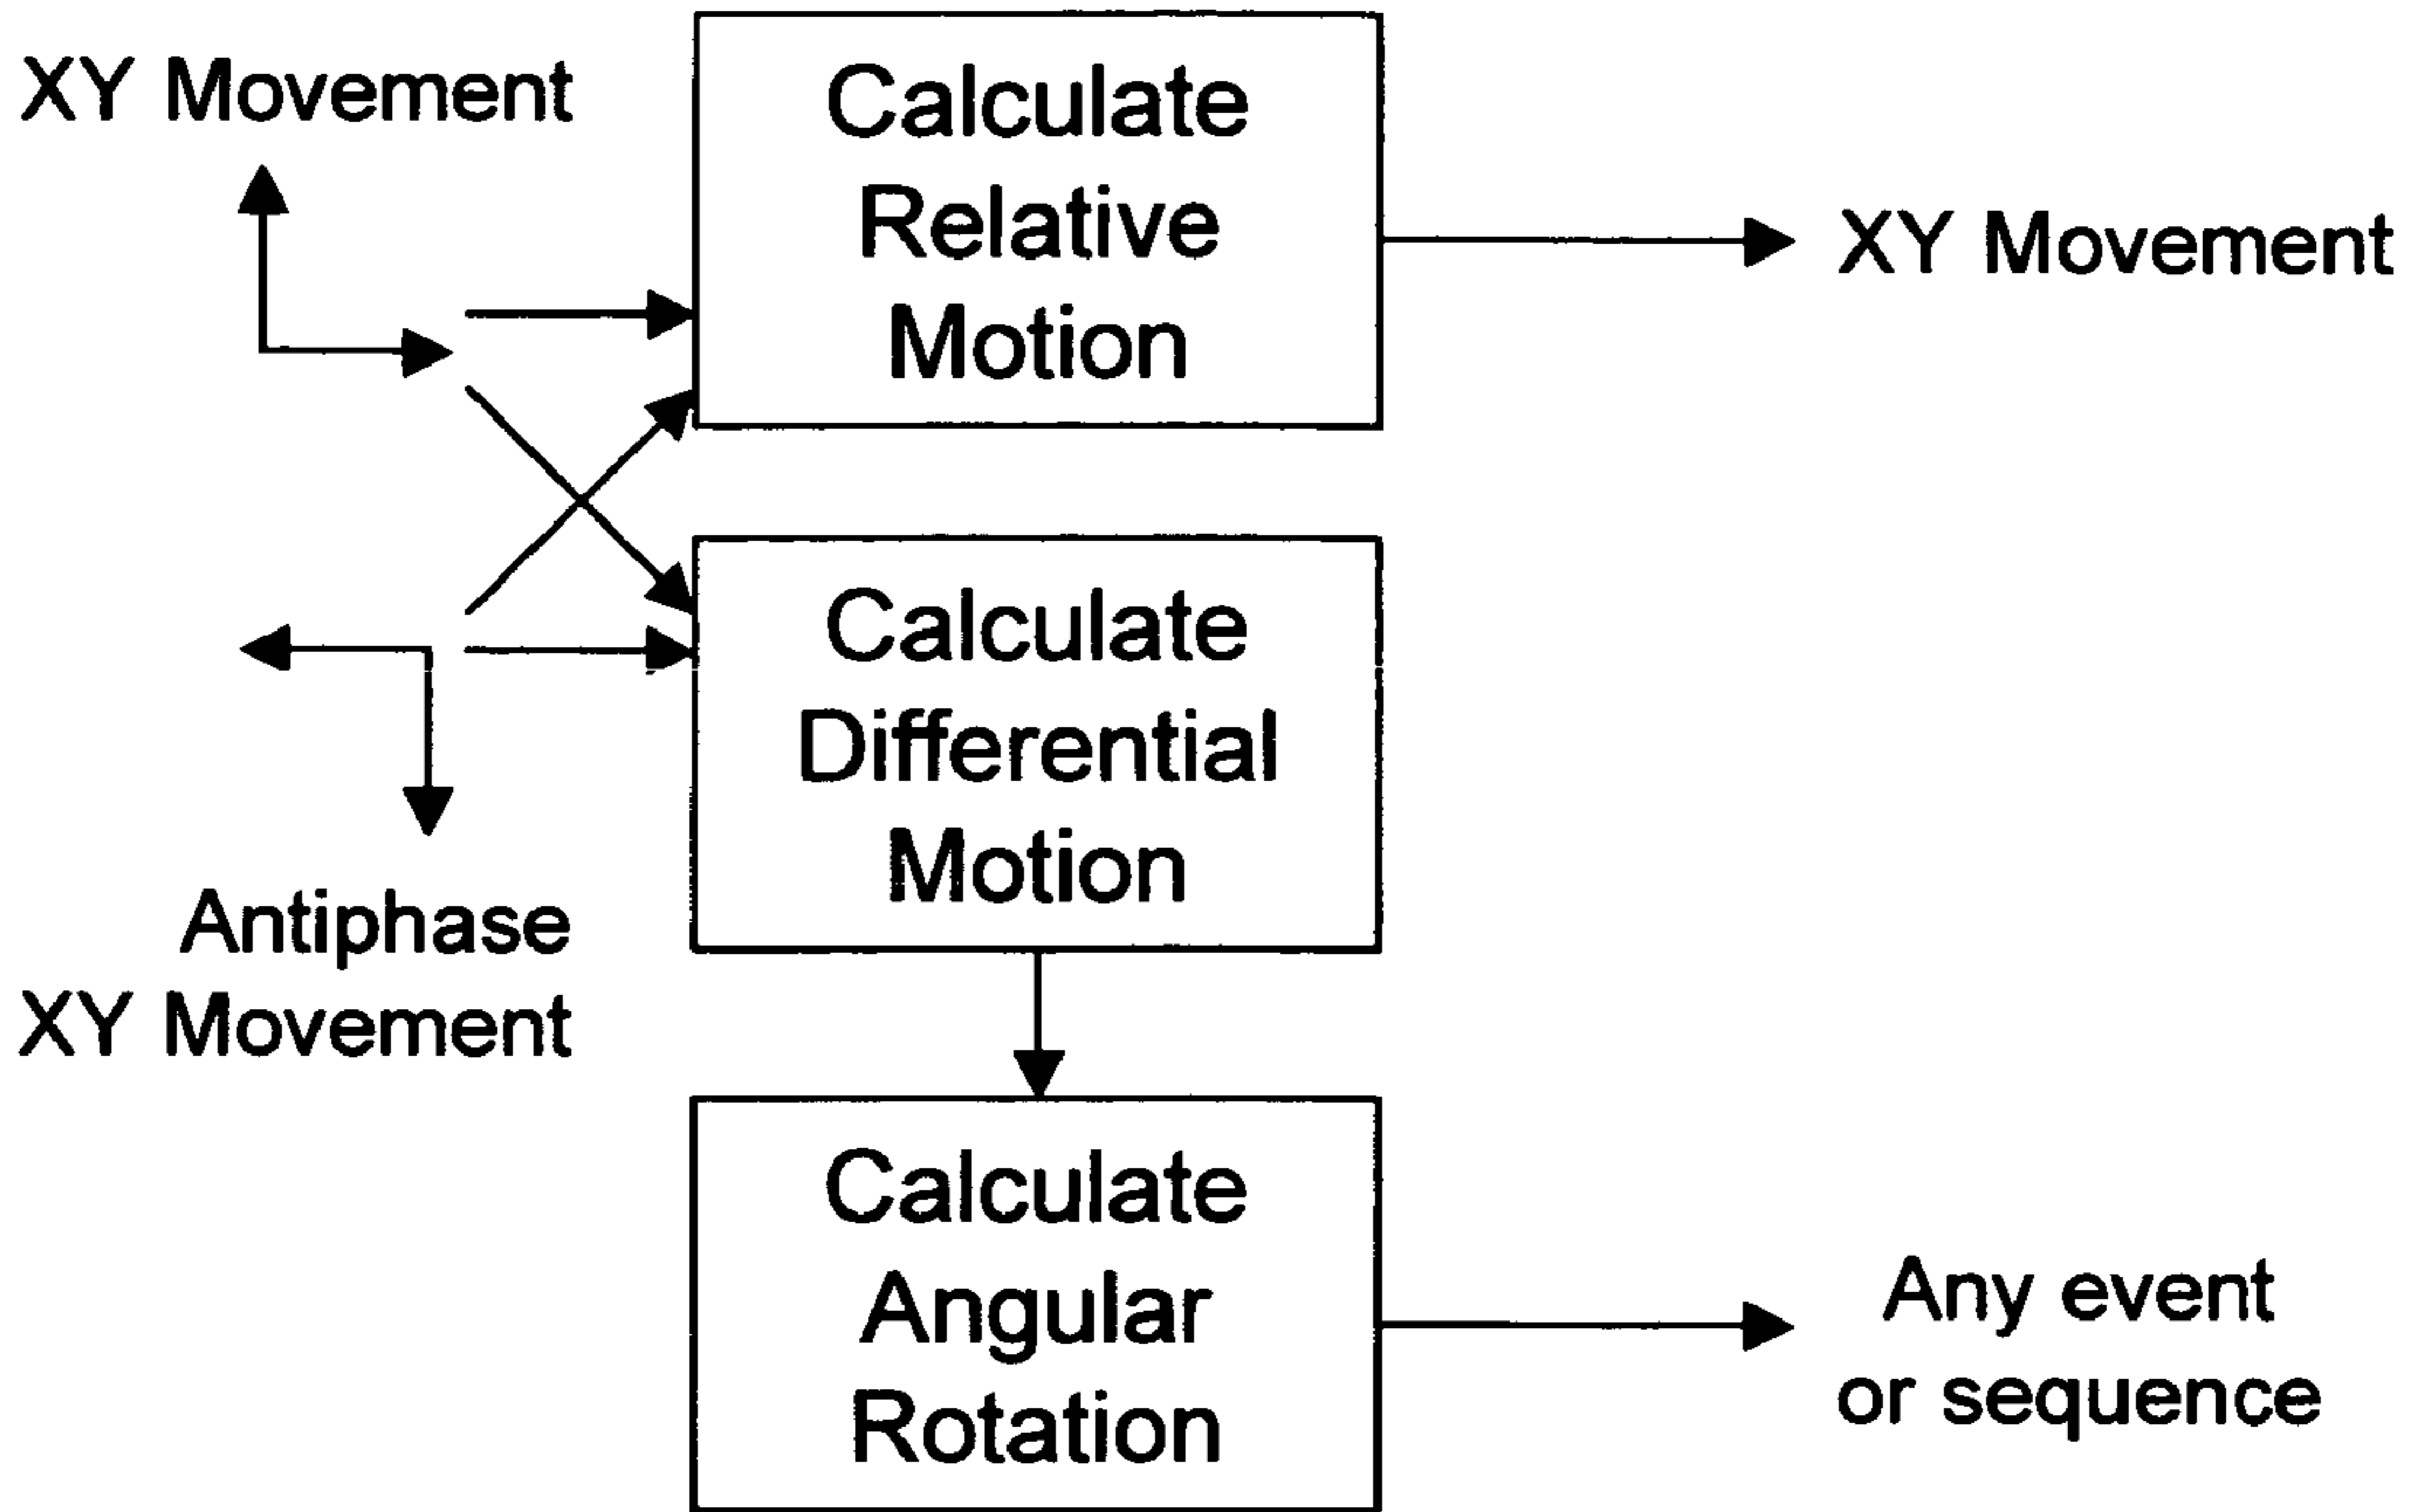 XY Movement
Calculate
Relative
Motion
XY Movement
Calculate
Differential
Motion
Antiphase
XY Movement
Calculate
Angular
Rotation
Any event
or sequence